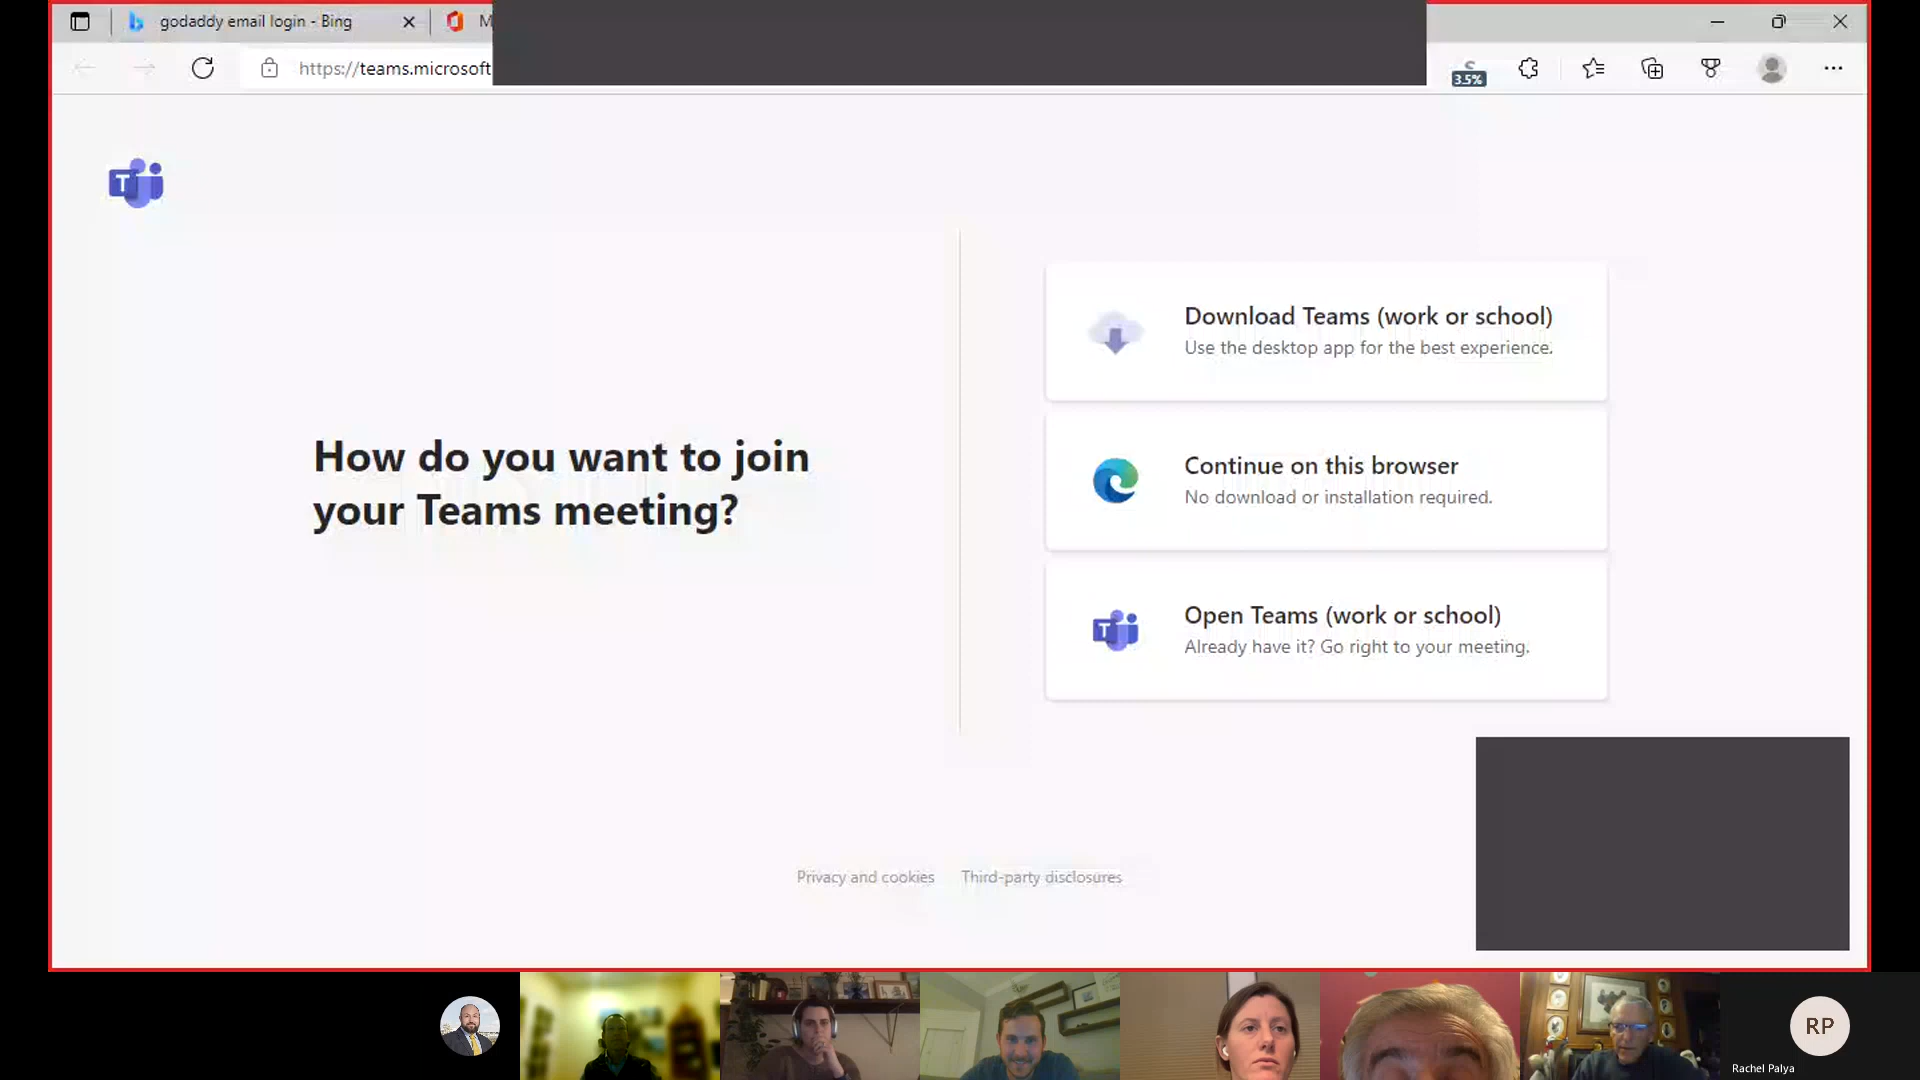 godaddy email login - Bing
M
https://teams.microsoft
3.5%
T
How do you want to join
your Teams meeting?
Download Teams (work or school)
Use the desktop app for the best experience.
Continue on this browser
No download or installation required.
T
Open Teams (work or school)
Already have it? Go right to your meeting.
Privacy and cookies
Third-party disclosures
RP
Rachel Palya